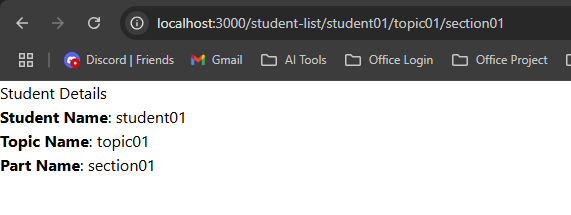 localhost:3000/student-list/student01/topic01/section01
Discord | Friends Gmail AI Tools Office Login Office Project
Student Details
Student Name: student01
Topic Name: topic01
Part Name: section01